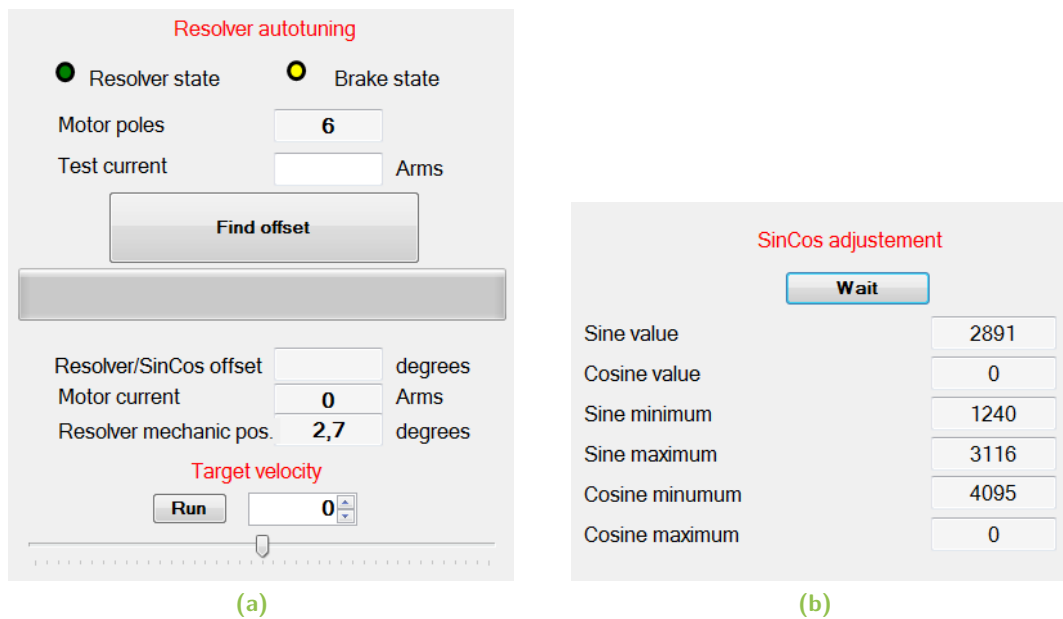 Resolver autotuning
Resolver state Brake state
Motor poles 6
Test current Arms
Find offset
Resolver/SinCos offset degrees
Motor current 0 Arms
Resolver mechanic pos. 2,7 degrees
Target velocity
Run 0
(a)
SinCos adjustement
Wait
Sine value 2891
Cosine value 0
Sine minimum 1240
Sine maximum 3116
Cosine minumum 4095
Cosine maximum 0
(b)